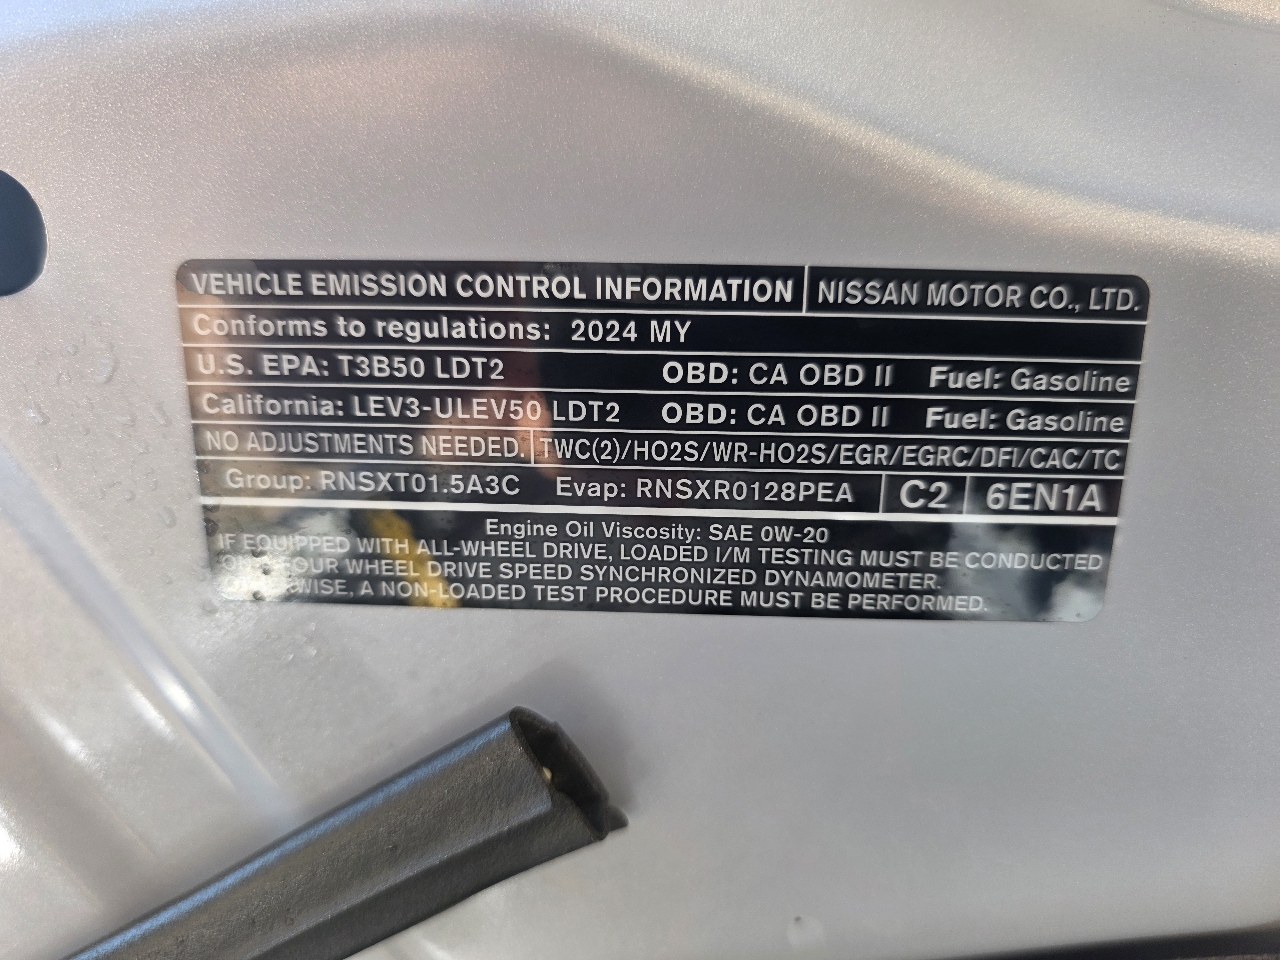 VEHICLE EMISSION CONTROL INFORMATION NISSAN MOTOR CO., LTD.
Conforms to regulations: 2024 MY
U.S. EPA: T3B50 LDT2 OBD: CA OBD II Fuel: Gasoline
California: LEV3-ULEV50 LDT2 OBD: CA OBD II Fuel: Gasoline
NO ADJUSTMENTS NEEDED. TWC(2)/HO2S/WR-HO2S/EGR/EGRC/DFI/CAC/TC
Group: RNSXT01.5A3C Evap: RNSXR0128PEA C2 6EN1A
Engine Oil Viscosity: SAE 0W-20
IF EQUIPPED WITH ALL-WHEEL DRIVE, LOADED I/M TESTING MUST BE CONDUCTED
FOUR WHEEL DRIVE SPEED SYNCHRONIZED DYNAMOMETER.
OTHERWISE, A NON-LOADED TEST PROCEDURE MUST BE PERFORMED.